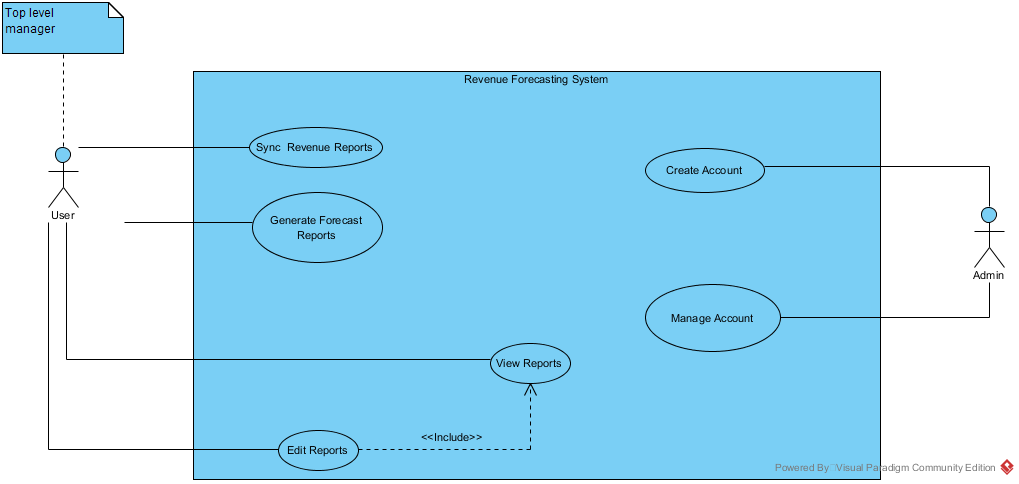 Top level
manager
Revenue Forecasting System
Sync Revenue Reports
Create Account
User
Generate Forecast
Reports
Admin
Manage Account
View Reports
<<Include>>
Edit Reports
Powered By Visual Paradigm Community Edition